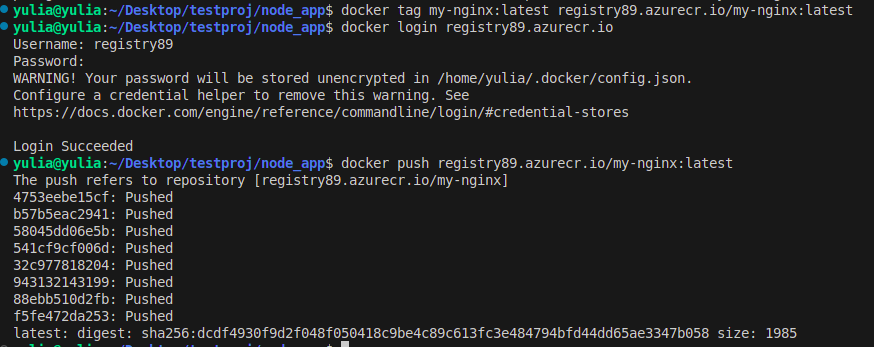 yulia@yulia:~/Desktop/testproj/node_app$ docker tag my-nginx:latest registry89.azurecr.io/my-nginx:latest
yulia@yulia:~/Desktop/testproj/node_app$ docker login registry89.azurecr.io
Username: registry89
Password:
WARNING! Your password will be stored unencrypted in /home/yulia/.docker/config.json.
Configure a credential helper to remove this warning. See
https://docs.docker.com/engine/reference/commandline/login/#credential-stores
Login Succeeded
yulia@yulia:~/Desktop/testproj/node_app$ docker push registry89.azurecr.io/my-nginx:latest
The push refers to repository [registry89.azurecr.io/my-nginx]
4753eebe15cf: Pushed
b57b5eac2941: Pushed
58045dd06e5b: Pushed
541cf9cf006d: Pushed
32c977818204: Pushed
943132143199: Pushed
88ebb510d2fb: Pushed
f5fe472da253: Pushed
latest: digest: sha256:dcdf4930f9d2f048f050418c9be4c89c613fc3e484794bfd44dd65ae3347b058 size: 1985
yulia@yulia:~/Desktop/testproj/node_app$